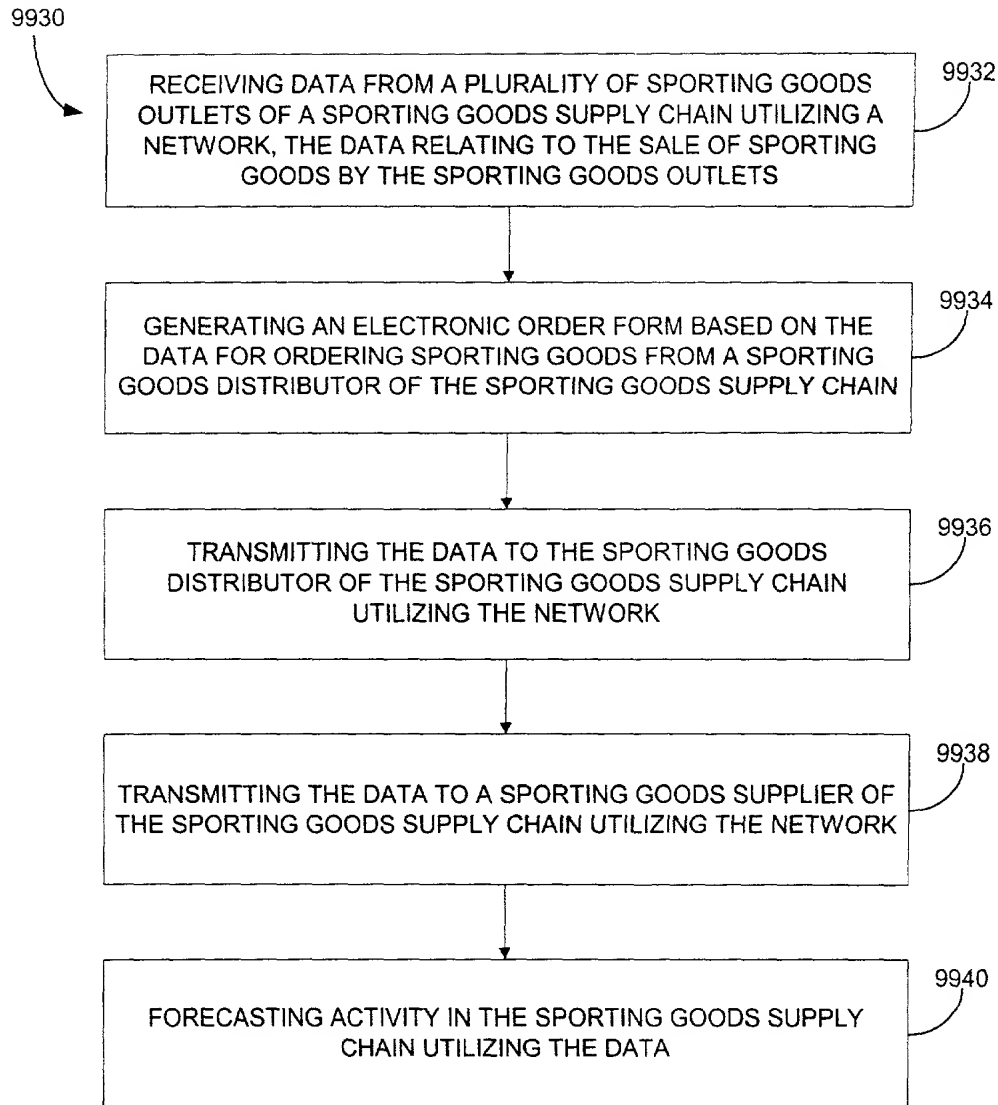 9930
RECEIVING DATA FROM A PLURALITY OF SPORTING GOODS
OUTLETS OF A SPORTING GOODS SUPPLY CHAIN UTILIZING A
NETWORK, THE DATA RELATING TO THE SALE OF SPORTING
GOODS BY THE SPORTING GOODS OUTLETS
9932
GENERATING AN ELECTRONIC ORDER FORM BASED ON THE
DATA FOR ORDERING SPORTING GOODS FROM A SPORTING
GOODS DISTRIBUTOR OF THE SPORTING GOODS SUPPLY CHAIN
9934
TRANSMITTING THE DATA TO THE SPORTING GOODS
DISTRIBUTOR OF THE SPORTING GOODS SUPPLY CHAIN
UTILIZING THE NETWORK
9936
TRANSMITTING THE DATA TO A SPORTING GOODS SUPPLIER OF
THE SPORTING GOODS SUPPLY CHAIN UTILIZING THE NETWORK
9938
FORECASTING ACTIVITY IN THE SPORTING GOODS SUPPLY
CHAIN UTILIZING THE DATA
9940